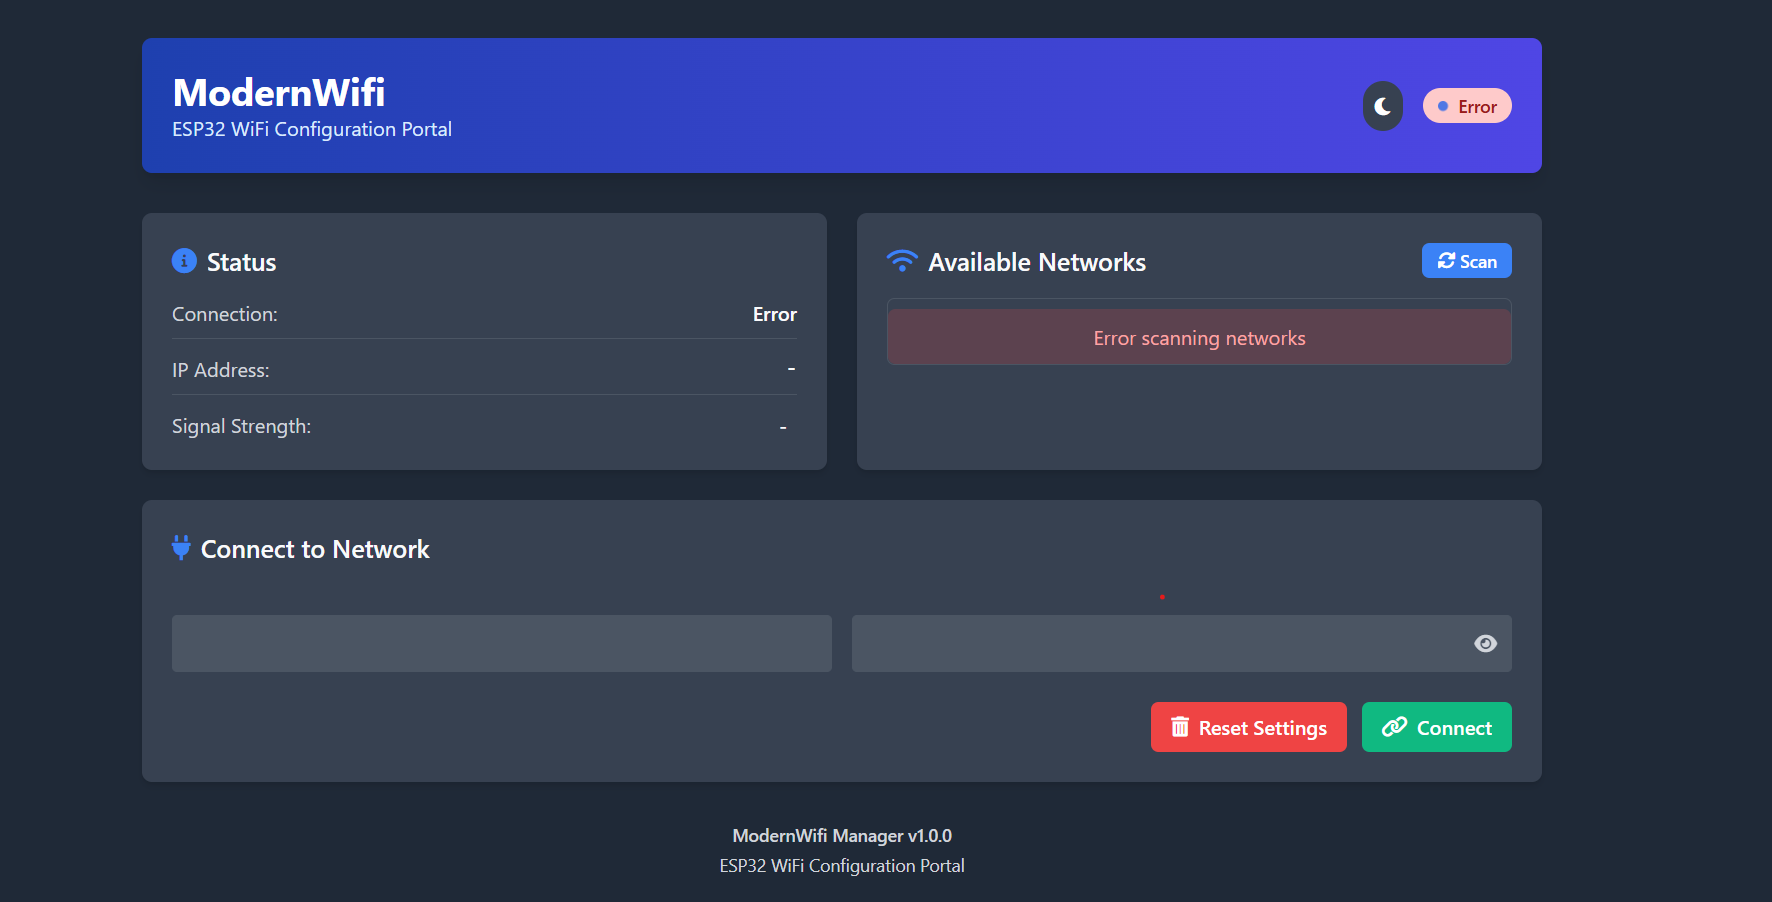 ModernWifi
ESP32 WiFi Configuration Portal
Error
Status
Connection: Error
IP Address: -
Signal Strength: -
Available Networks
Scan
Error scanning networks
Connect to Network
Reset Settings
Connect
ModernWifi Manager v1.0.0
ESP32 WiFi Configuration Portal